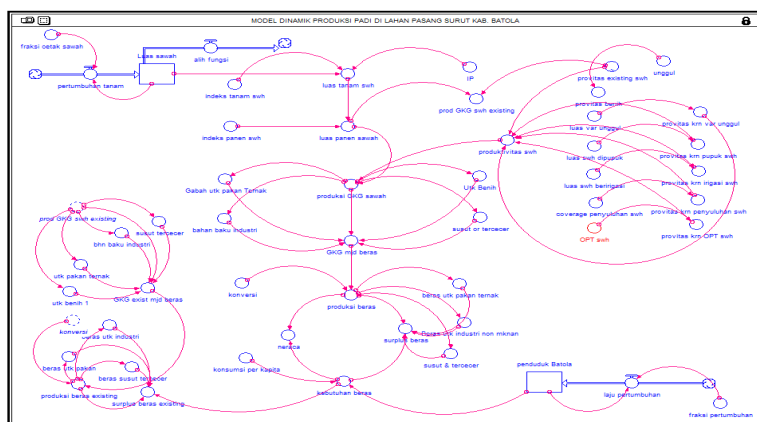 MODEL DINAMIK PRODUKSI PADI DI LAHAN PASANG SURUT KAB. BATOLA
fraksi cetak sawah
Luas sawah
alih fungsi
pertumbuhan tanam
indeks tanam swh
luas tanam swh
IP
prod GKG swh existing
provitas existing swh
unggul
provitas benih
luas var unggul
provitas krn var unggul
indeks panen swh
luas panen sawah
produktivitas swh
luas swh dipupuk
provitas krn pupuk swh
luas swh beririgasi
provitas krn irigasi swh
coverage penyuluhan swh
provitas krn penyuluhan swh
OPT swh
provitas krn OPT swh
Gabah utk pakan Ternak
produksi GKG sawah
Utk Benih
bahan baku industri
susut or tercecer
GKG mjd beras
prod GKG swh existing
susut tercecer
bhn baku industri
utk pakan ternak
utk benih 1
GKG exist mjd beras
konversi
produksi beras
beras utk pakan ternak
Beras utk industri non mknan
surplus beras
neraca
susut & tercecer
konsumsi per kapita
kebutuhan beras
konversi
beras utk industri
beras utk pakan
beras susut tercecer
produksi beras existing
surplus beras existing
penduduk Batola
laju pertumbuhan
fraksi pertumbuhan